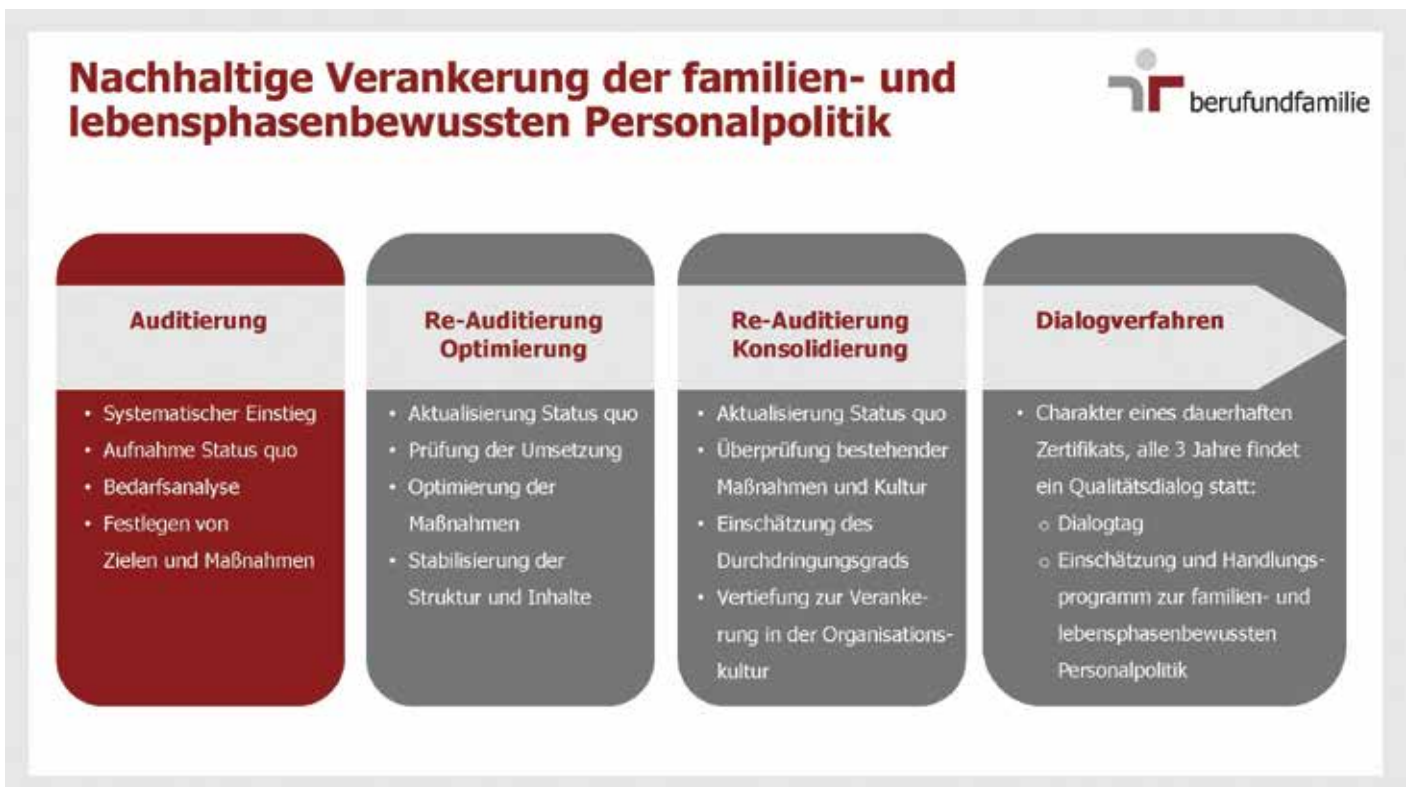 Nachhaltige Verankerung der familien- und
lebensphasenbewussten Personalpolitik
berufundfamilie
Auditierung
• Systematischer Einstieg
• Aufnahme Status quo
• Bedarfsanalyse
• Festlegen von
Zielen und Maßnahmen
Re-Auditierung
Optimierung
• Aktualisierung Status quo
• Prüfung der Umsetzung
• Optimierung der
Maßnahmen
• Stabilisierung der
Struktur und Inhalte
Re-Auditierung
Konsolidierung
• Aktualisierung Status quo
• Überprüfung bestehender
Maßnahmen und Kultur
• Einschätzung des
Durchdringungsgrads
• Vertiefung zur Veranke-
rung in der Organisations-
kultur
Dialogverfahren
• Charakter eines dauerhaften
Zertifikats, alle 3 Jahre findet
ein Qualitätsdialog statt:
o Dialogtag
o Einschätzung und Handlungs-
programm zur familien- und
lebensphasenbewussten
Personalpolitik